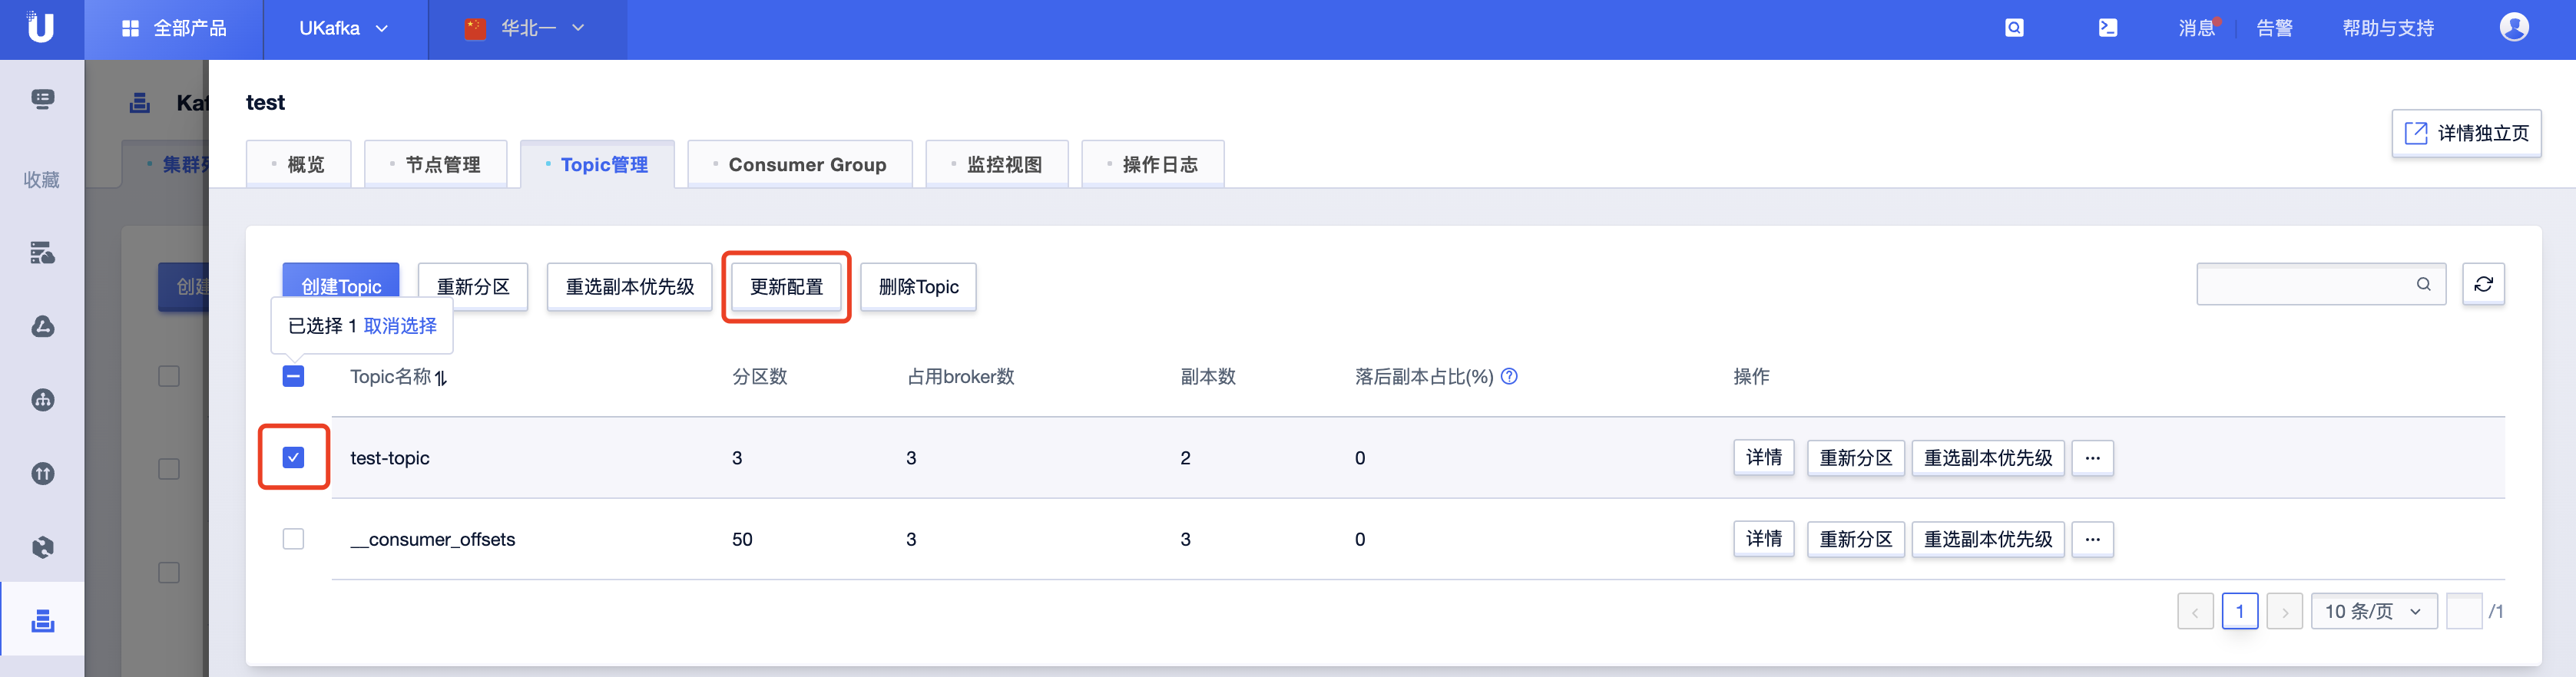 全部产品
UKafka
华北一
消息
告警
帮助与支持
收藏
test
详情独立页
概览
节点管理
Topic管理
Consumer Group
监控视图
操作日志
创建Topic
重新分区
重选副本优先级
更新配置
删除Topic
已选择 1 取消选择
Topic名称
分区数
占用broker数
副本数
落后副本占比(%)
操作
test-topic
3
3
2
0
详情
重新分区
重选副本优先级
···
__consumer_offsets
50
3
3
0
详情
重新分区
重选副本优先级
···
1
10 条/页
/1